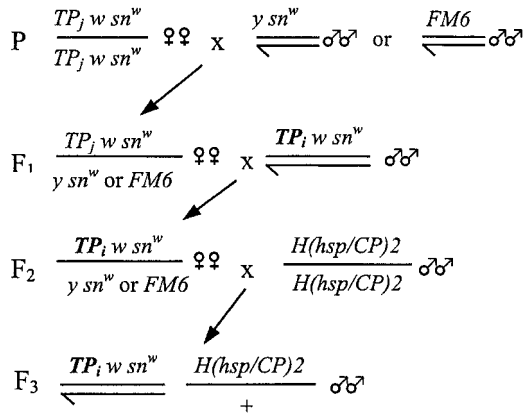 P TPj w sn^w / TPj w sn^w ♀♀ x y sn^w ♂♂ or FM6 ♂♂
F₁ TPj w sn^w / y sn^w or FM6 ♀♀ x TPi w sn^w ♂♂
F₂ TPi w sn^w / y sn^w or FM6 ♀♀ x H(hsp/CP)2 / H(hsp/CP)2 ♂♂
F₃ TPi w sn^w H(hsp/CP)2 / + ♂♂